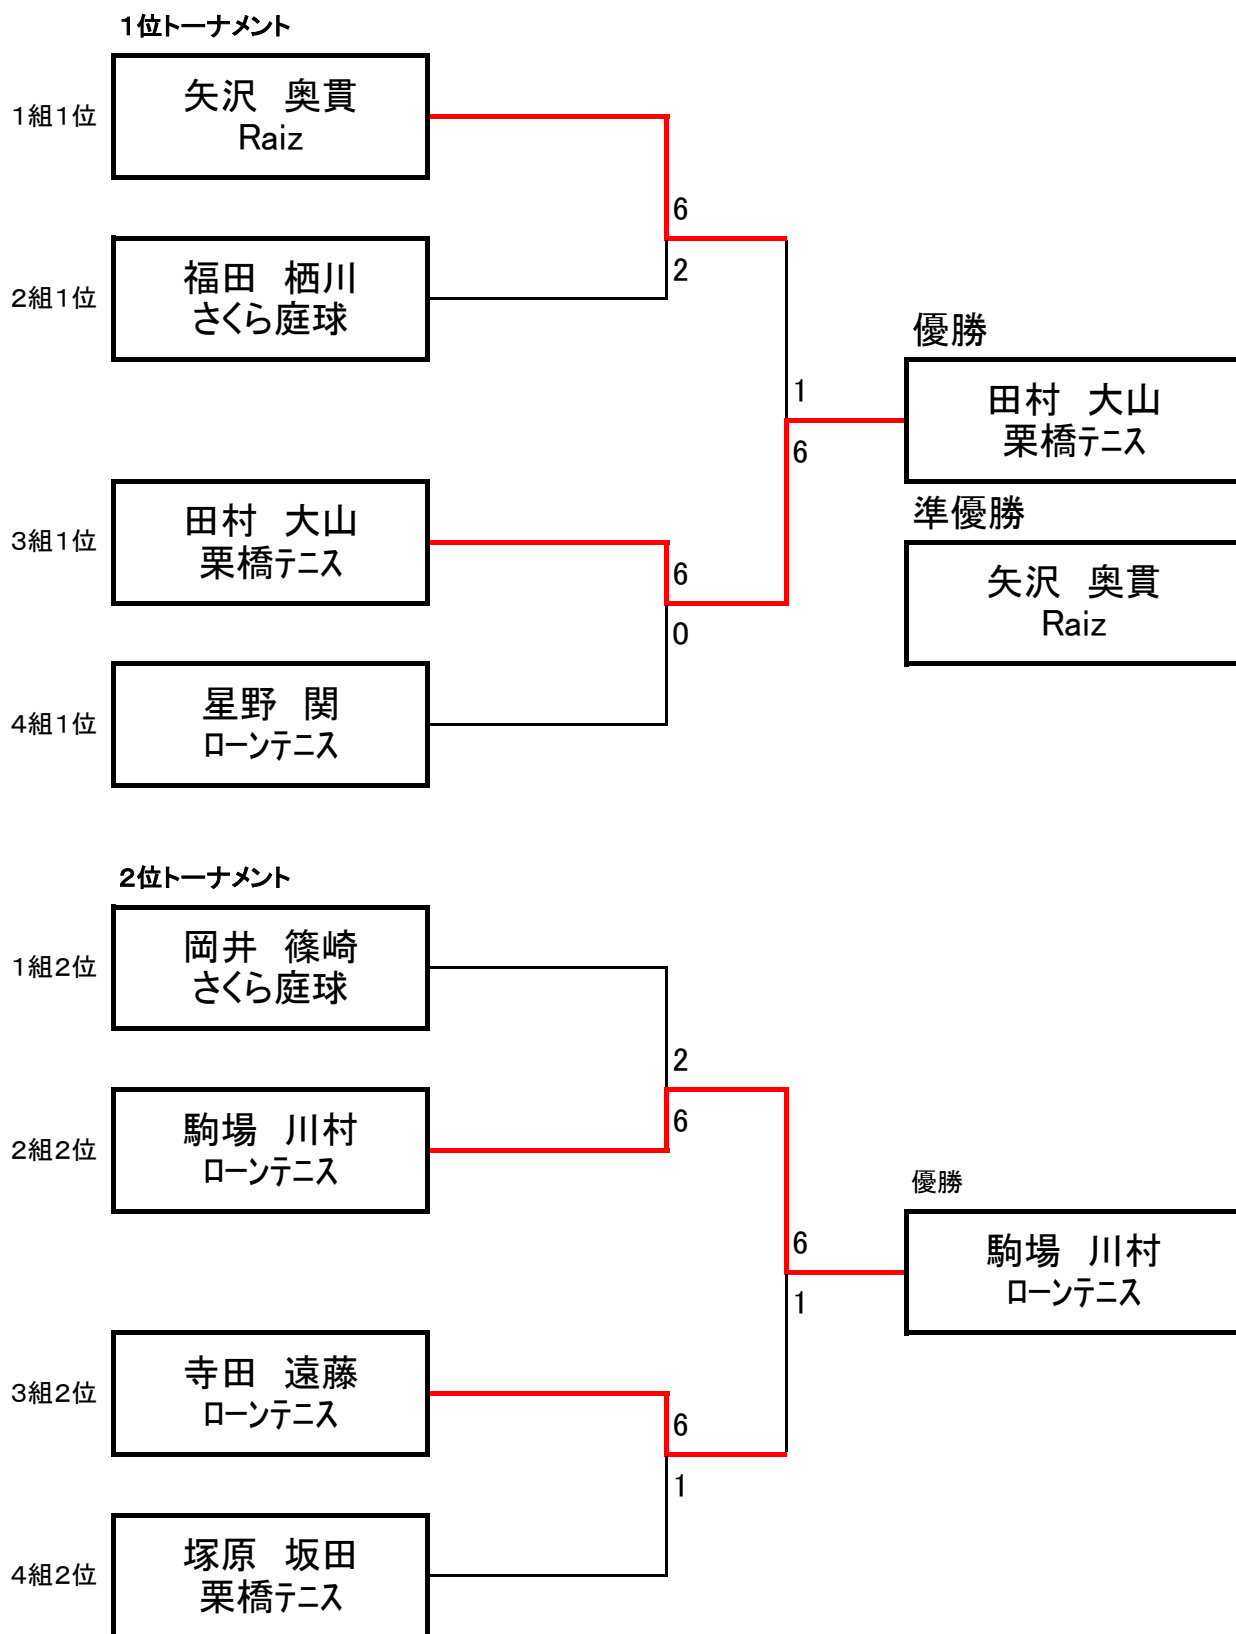 1位トーナメント
1組1位
矢沢　奥貫
Raiz
6
2
2組1位
福田　栖川
さくら庭球
優勝
1
6
田村　大山
栗橋テニス
準優勝
矢沢　奥貫
Raiz
3組1位
田村　大山
栗橋テニス
6
0
4組1位
星野　関
ローンテニス
2位トーナメント
1組2位
岡井　篠崎
さくら庭球
2
6
2組2位
駒場　川村
ローンテニス
優勝
6
1
駒場　川村
ローンテニス
3組2位
寺田　遠藤
ローンテニス
6
1
4組2位
塚原　坂田
栗橋テニス